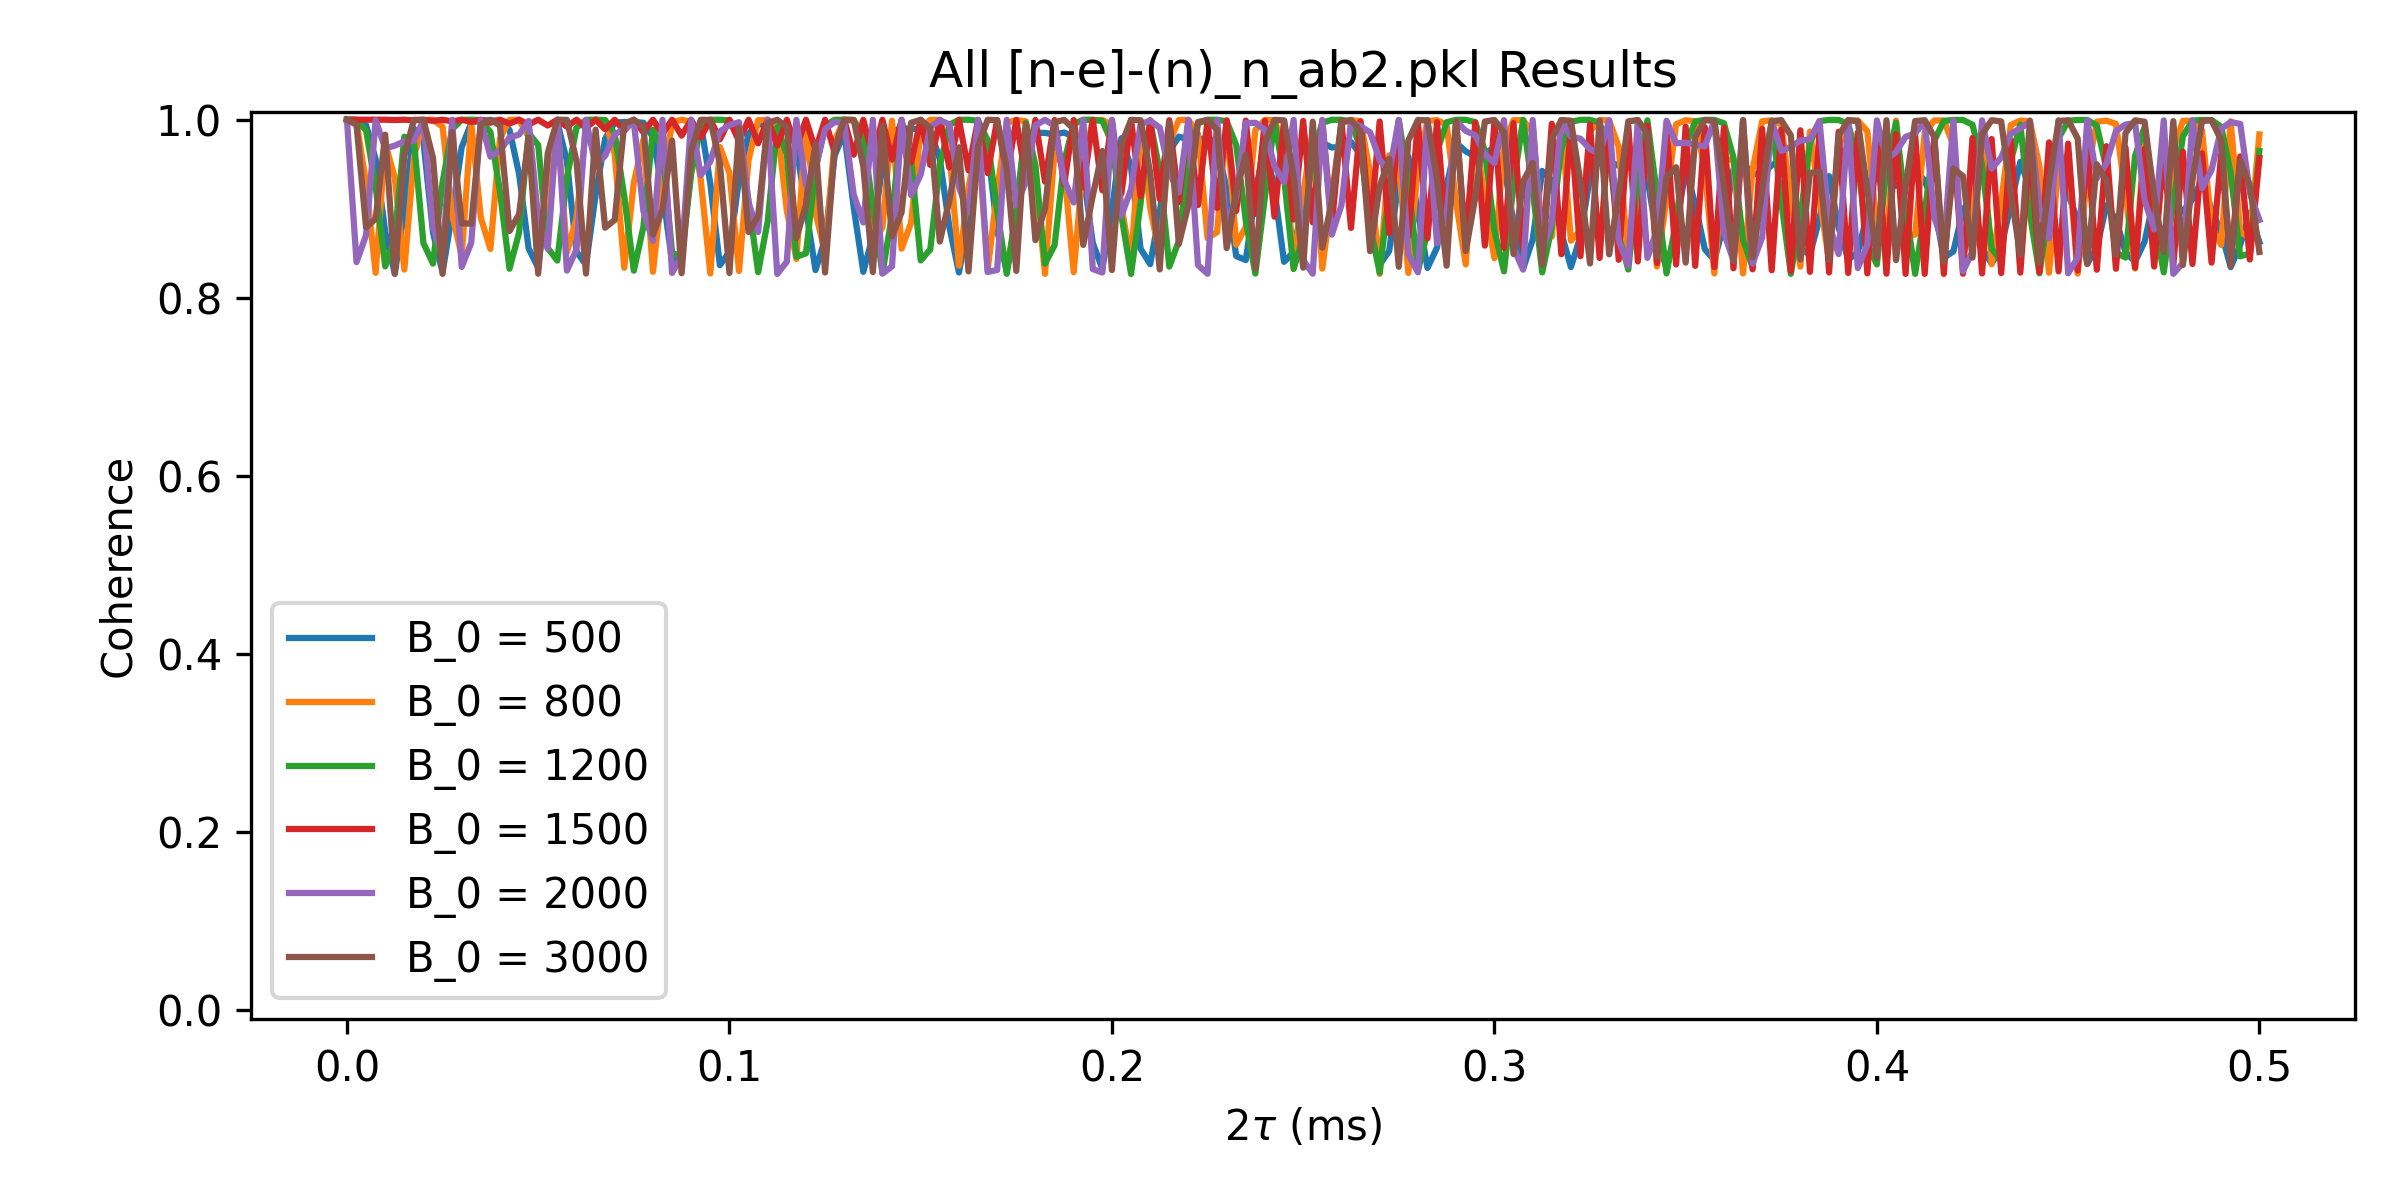 All [n-e]-(n)_n_ab2.pkl Results
1.0
0.8
0.6
0.4
0.2
0.0
Coherence
B_0 = 500
B_0 = 800
B_0 = 1200
B_0 = 1500
B_0 = 2000
B_0 = 3000
0.0 0.1 0.2 0.3 0.4 0.5
2τ (ms)